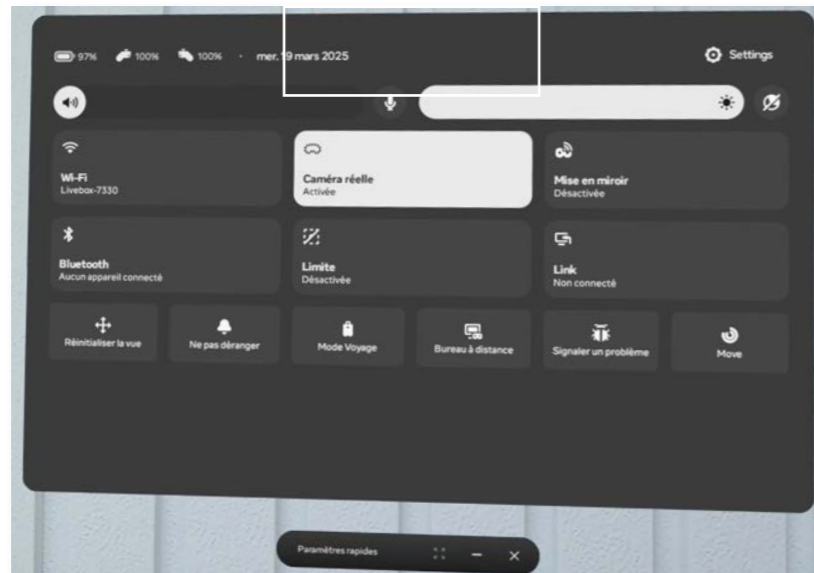 97% 100% 100% · mer. 19 mars 2025 Settings
Wi-Fi
Livebox-7330
Caméra réelle
Activée
Mise en miroir
Désactivée
Bluetooth
Aucun appareil connecté
Limite
Désactivée
Link
Non connecté
Réinitialiser la vue
Ne pas déranger
Mode Voyage
Bureau à distance
Signaler un problème
Move
Paramètres rapides